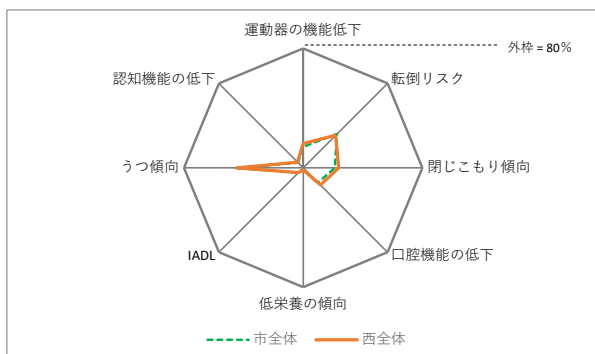 運動器の機能低下
外枠 = 80%
認知機能の低下
転倒リスク
うつ傾向
閉じこもり傾向
IADL
口腔機能の低下
低栄養の傾向
市全体
西全体